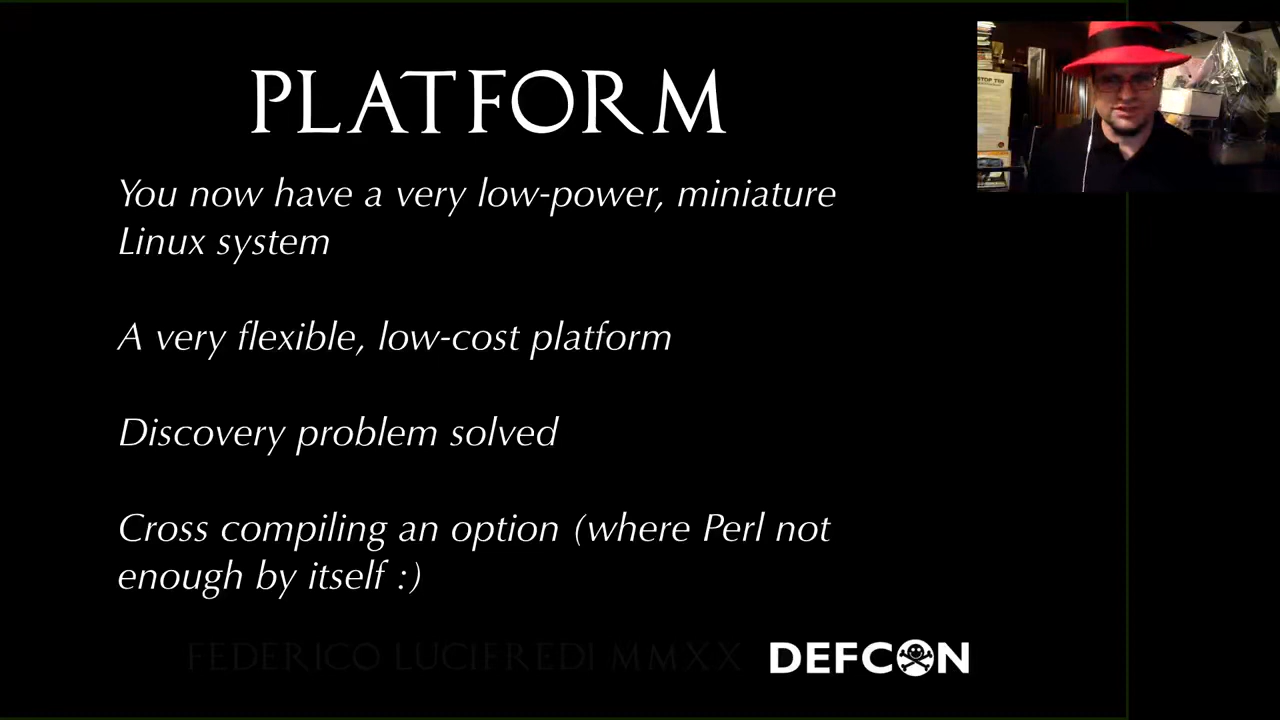 PLATFORM
You now have a very low-power, miniature
Linux system
A very flexible, low-cost platform
Discovery problem solved
Cross compiling an option (where Perl not
enough by itself :)
FEDERICO LUCIFREDI MMXX
DEFCON